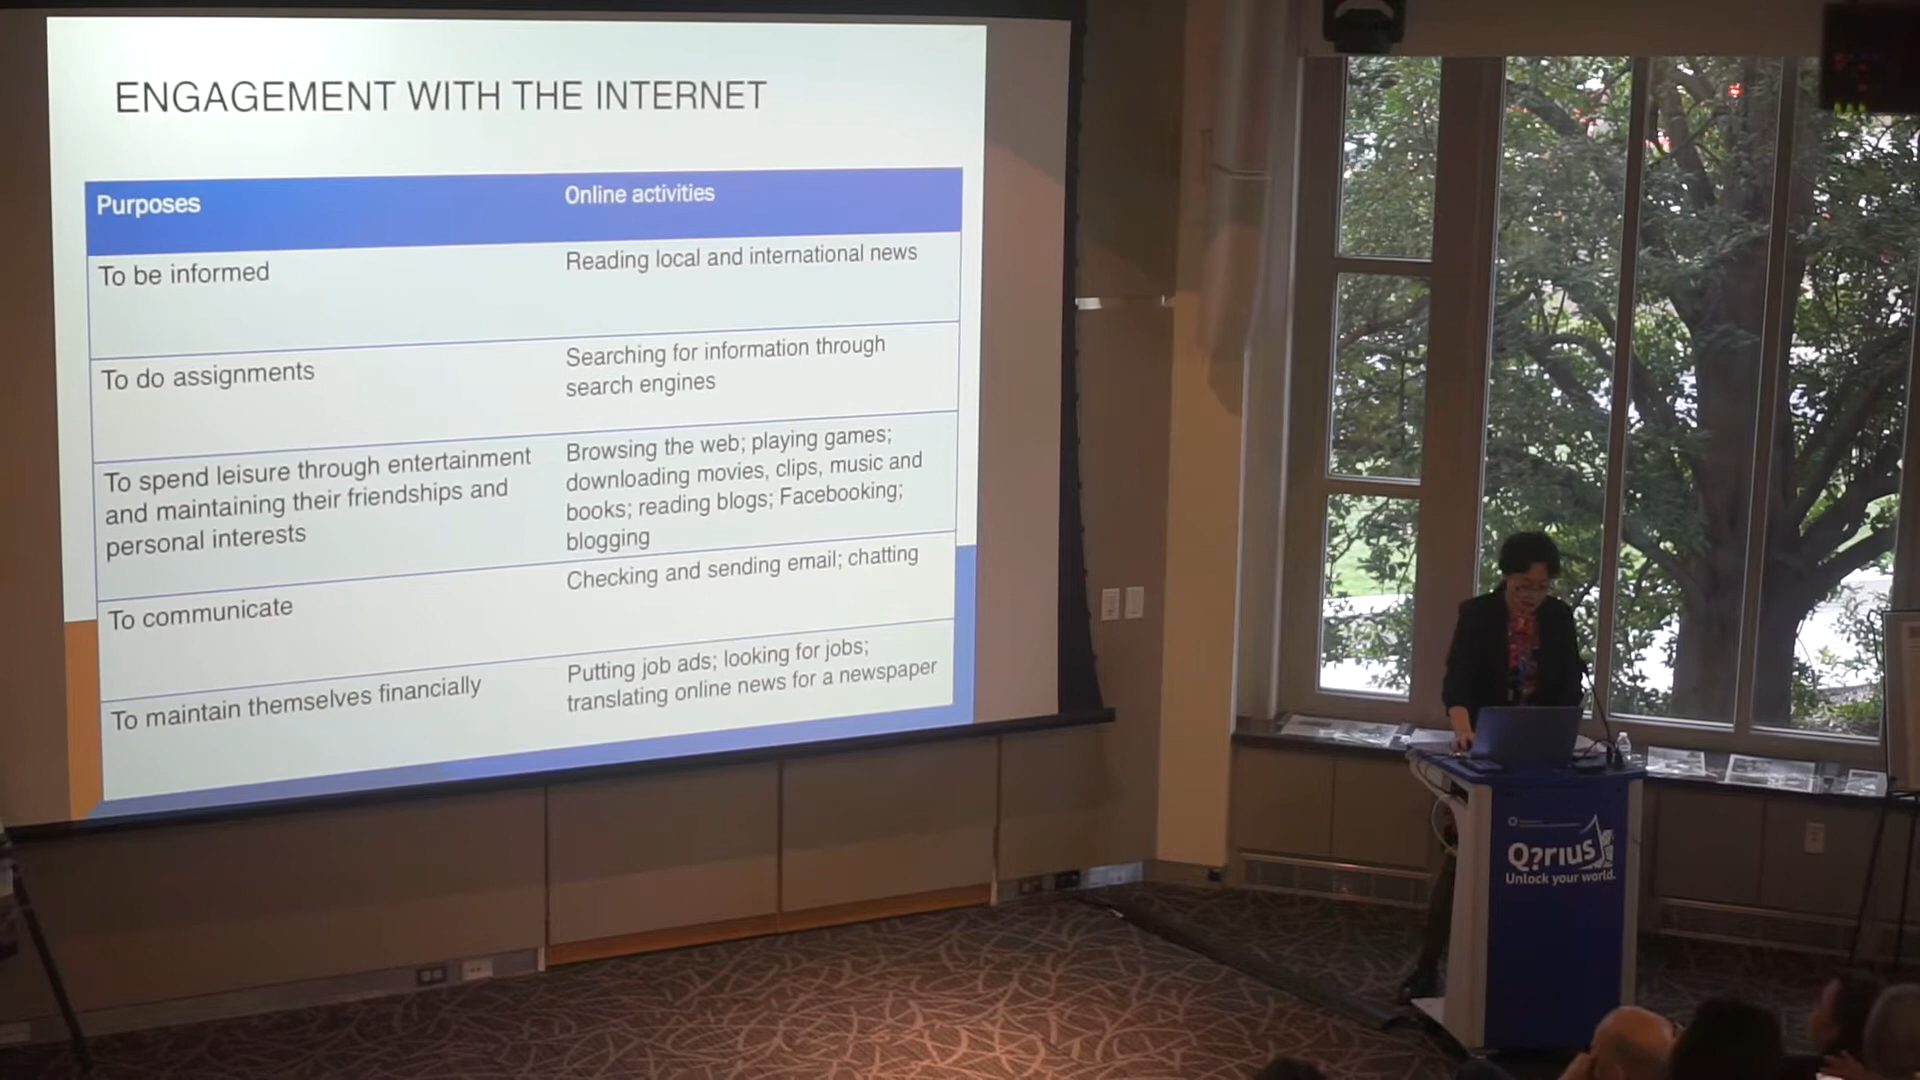 ENGAGEMENT WITH THE INTERNET
Purposes
Online activities
To be informed
Reading local and international news
To do assignments
Searching for information through
search engines
To spend leisure through entertainment
and maintaining their friendships and
personal interests
Browsing the web; playing games;
downloading movies, clips, music and
books; reading blogs; Facebooking;
blogging
To communicate
Checking and sending email; chatting
To maintain themselves financially
Putting job ads; looking for jobs;
translating online news for a newspaper
Q?rius
Unlock your world.